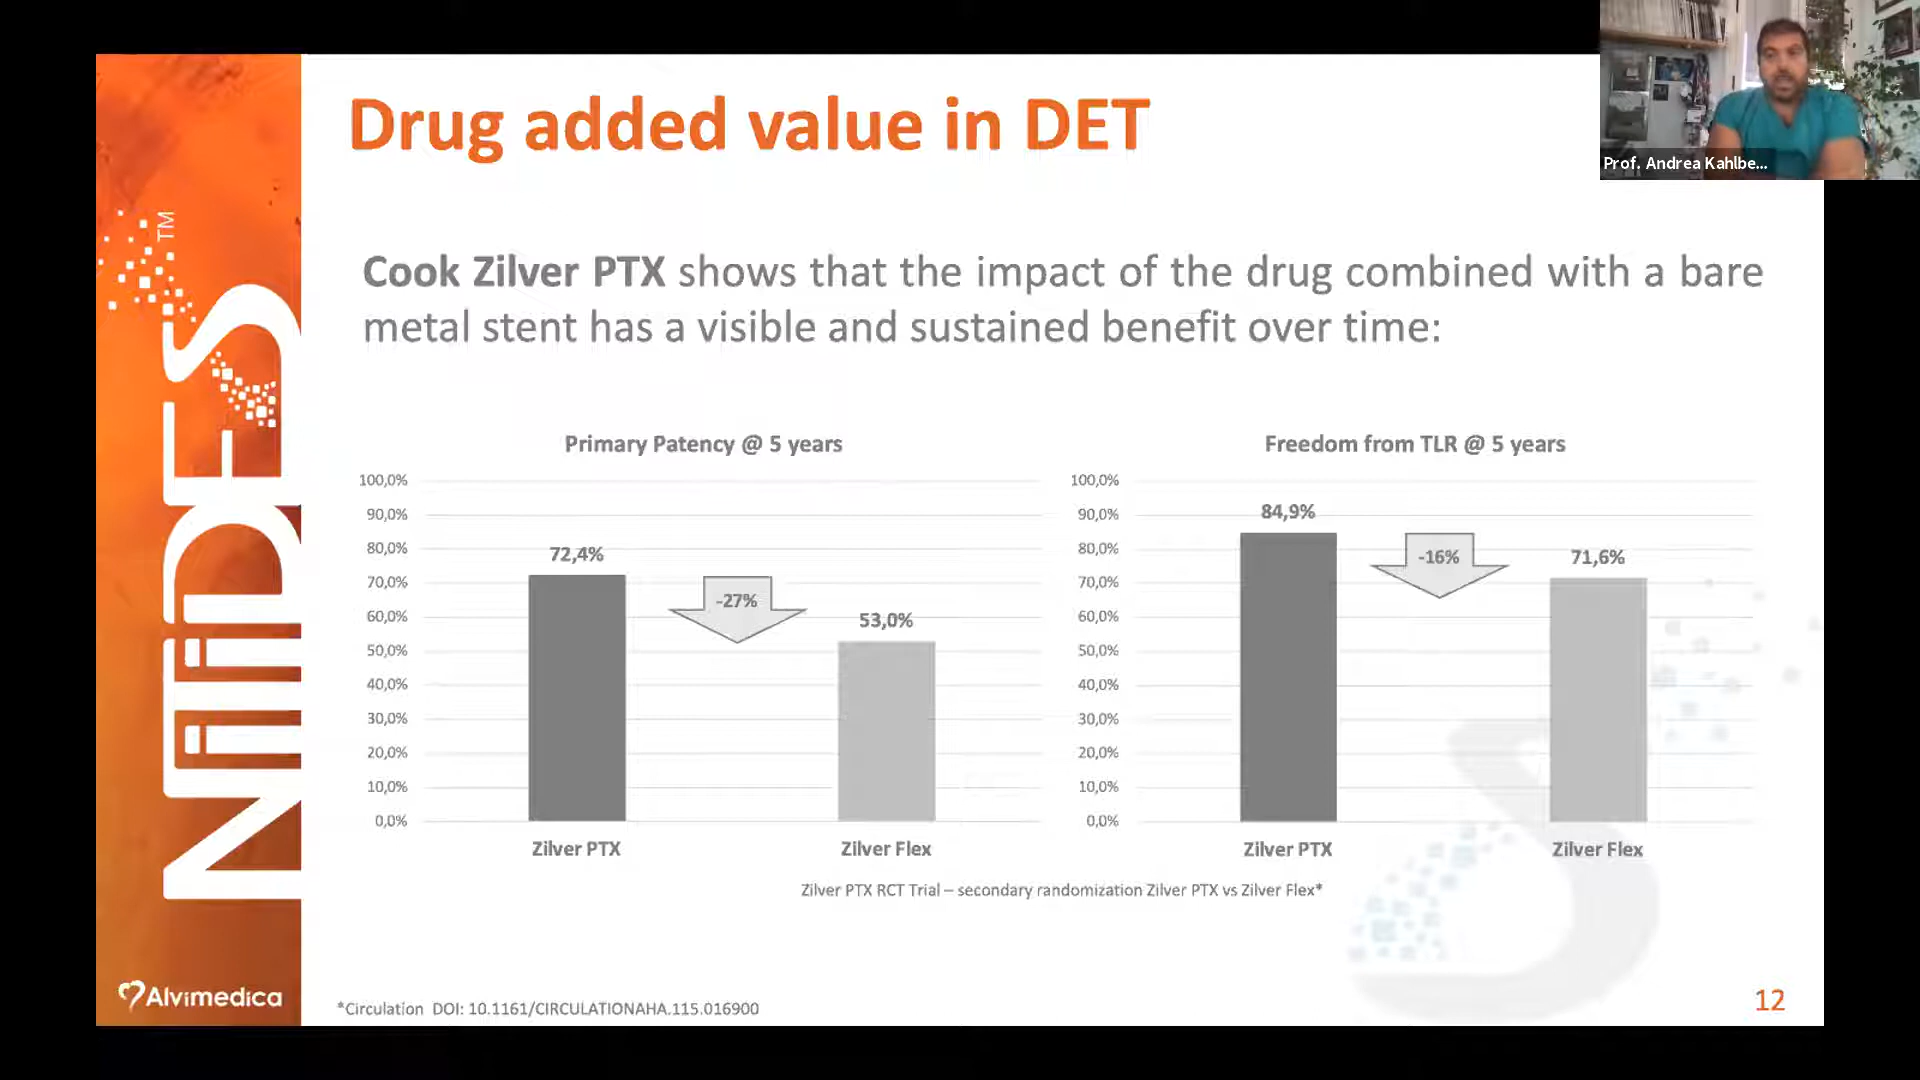 Drug added value in DET
Prof. Andrea Kahlbe...
NiTiDES
TM
Cook Zilver PTX shows that the impact of the drug combined with a bare
metal stent has a visible and sustained benefit over time:
Primary Patency @ 5 years
100,0%
90,0%
80,0%
70,0%
60,0%
50,0%
40,0%
30,0%
20,0%
10,0%
0,0%
72,4%
-27%
53,0%
Zilver PTX
Zilver Flex
Freedom from TLR @ 5 years
100,0%
90,0%
80,0%
70,0%
60,0%
50,0%
40,0%
30,0%
20,0%
10,0%
0,0%
84,9%
-16%
71,6%
Zilver PTX
Zilver Flex
Zilver PTX RCT Trial – secondary randomization Zilver PTX vs Zilver Flex*
Alvimedica
*Circulation DOI: 10.1161/CIRCULATIONAHA.115.016900
12